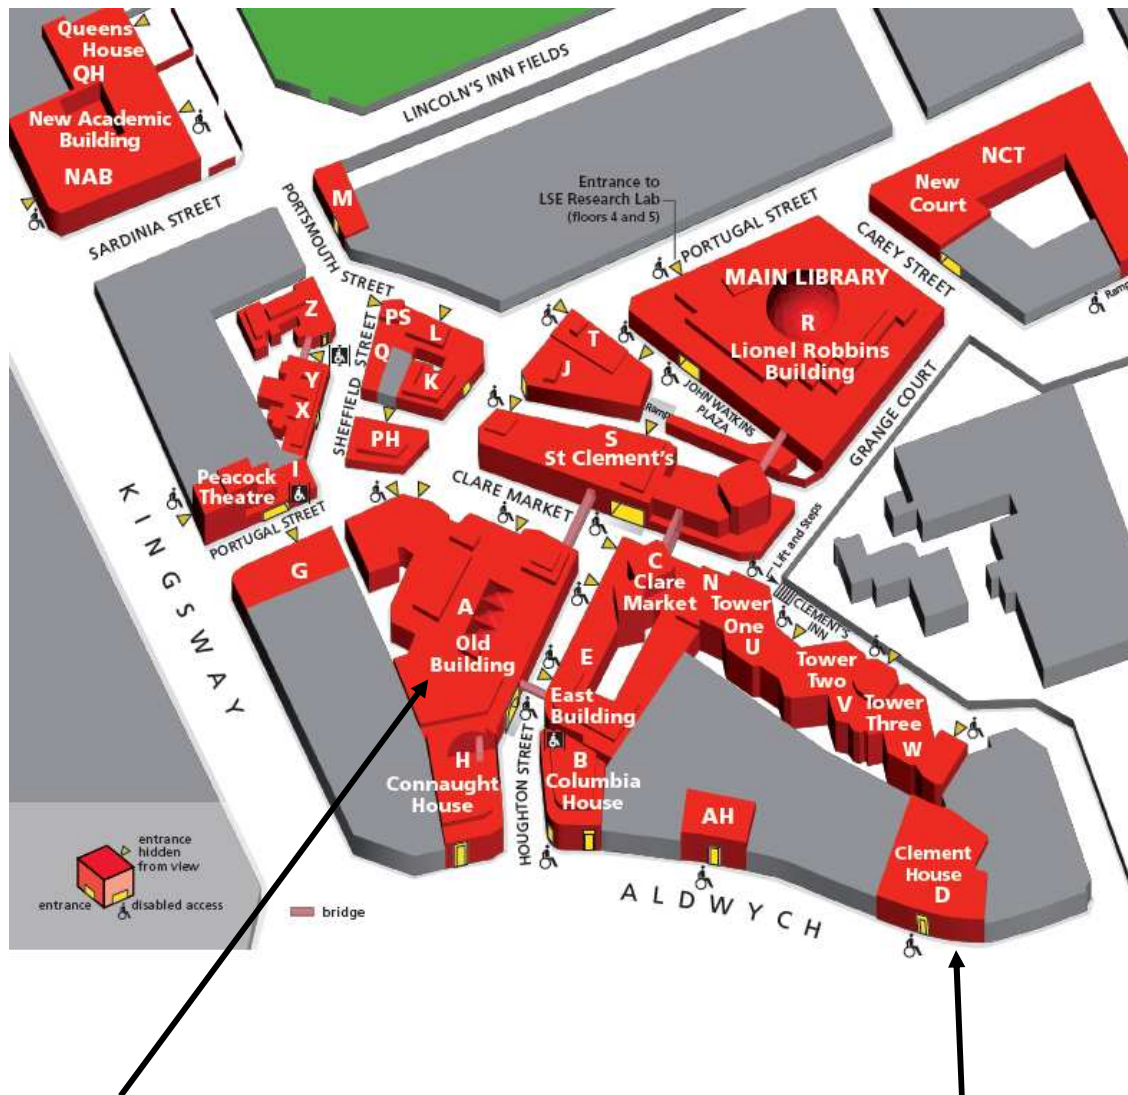 Queens
House
QH
New Academic
Building
NAB
LINCOLN'S INN FIELDS
SARDINIA STREET
PORTSMOUTH STREET
M
Entrance to
LSE Research Lab
(floors 4 and 5)
PORTUGAL STREET
NCT
New
Court
CAREY STREET
Ramp
MAIN LIBRARY
R
Lionel Robbins
Building
GRANGE COURT
Z
Y
X
SHEFFIELD STREET
PS
L
Q
K
PH
T
J
Ramp
JOHN WATKINS
PLAZA
S
St Clement's
CLARE MARKET
I
Peacock
Theatre
PORTUGAL STREET
KINGSWAY
G
A
Old
Building
C
Clare
Market
N
Tower
One
U
Lift and Steps
CLEMENT'S
INN
Tower
Two
V
Tower
Three
W
E
East
Building
H
Connaught
House
HOUGHTON STREET
B
Columbia
House
AH
Clement
House
D
ALDWYCH
entrance
hidden
from view
entrance
disabled access
bridge